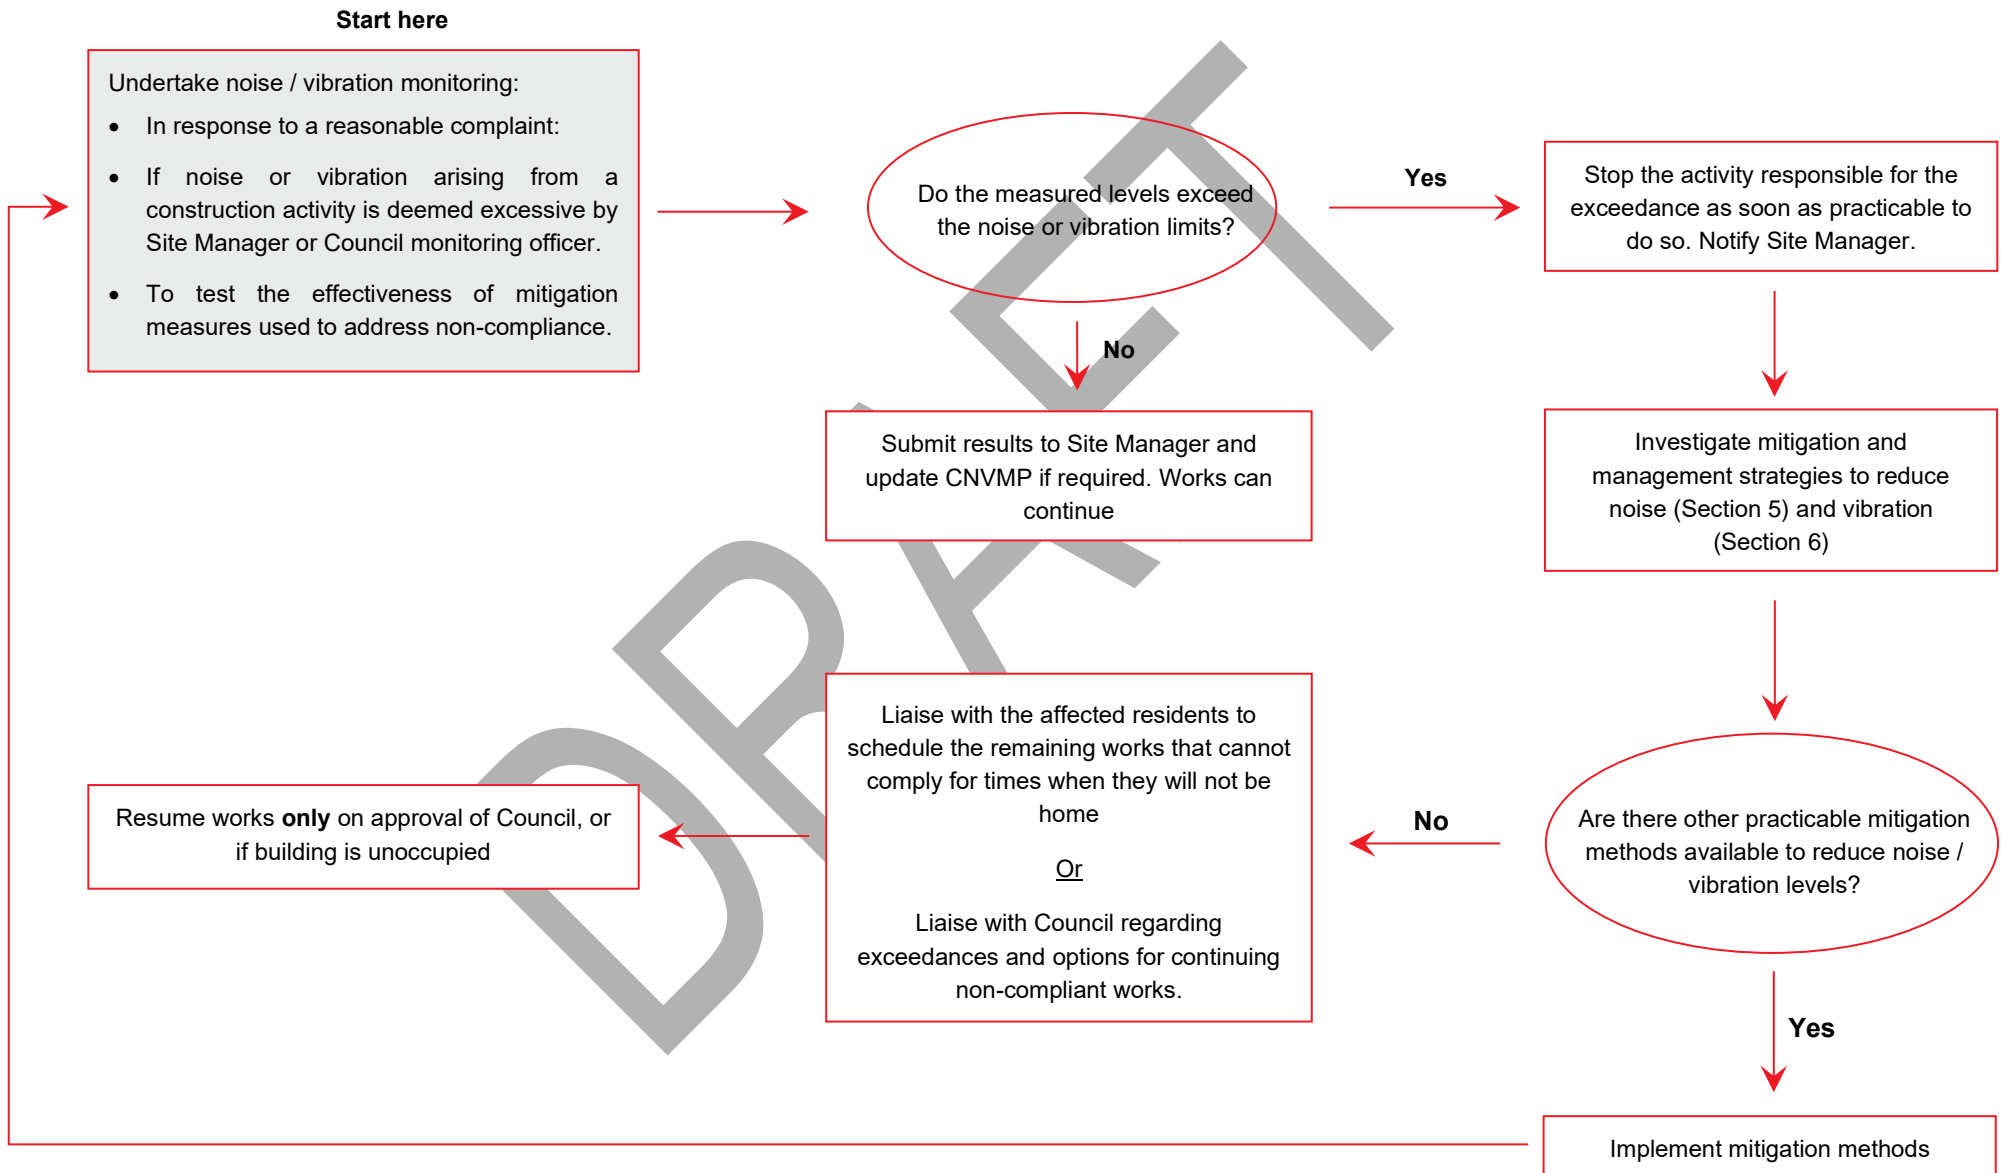 Start here
Undertake noise / vibration monitoring:
• In response to a reasonable complaint:
• If noise or vibration arising from a
construction activity is deemed excessive by
Site Manager or Council monitoring officer.
• To test the effectiveness of mitigation
measures used to address non-compliance.
Do the measured levels exceed
the noise or vibration limits?
Yes
Stop the activity responsible for the
exceedance as soon as practicable to
do so. Notify Site Manager.
No
Submit results to Site Manager and
update CNVMP if required. Works can
continue
Investigate mitigation and
management strategies to reduce
noise (Section 5) and vibration
(Section 6)
Are there other practicable mitigation
methods available to reduce noise /
vibration levels?
No
Liaise with the affected residents to
schedule the remaining works that cannot
comply for times when they will not be
home
Or
Liaise with Council regarding
exceedances and options for continuing
non-compliant works.
Resume works only on approval of Council, or
if building is unoccupied
Yes
Implement mitigation methods
DRAFT